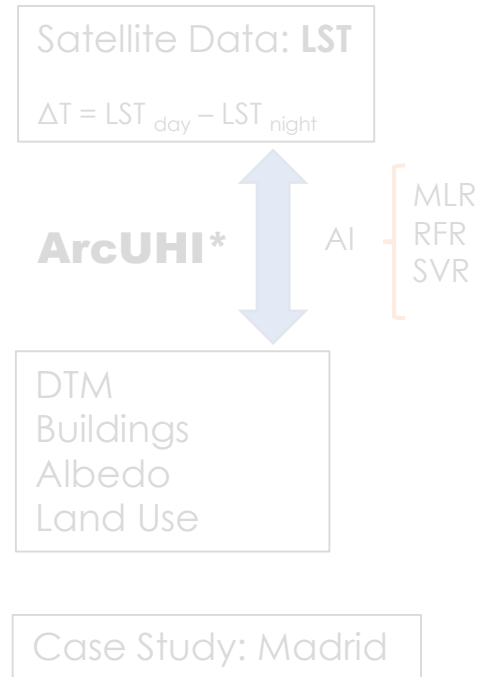 Satellite Data: LST
ΔT = LST day – LST night
ArcUHI*
AI
MLR
RFR
SVR
DTM
Buildings
Albedo
Land Use
Case Study: Madrid